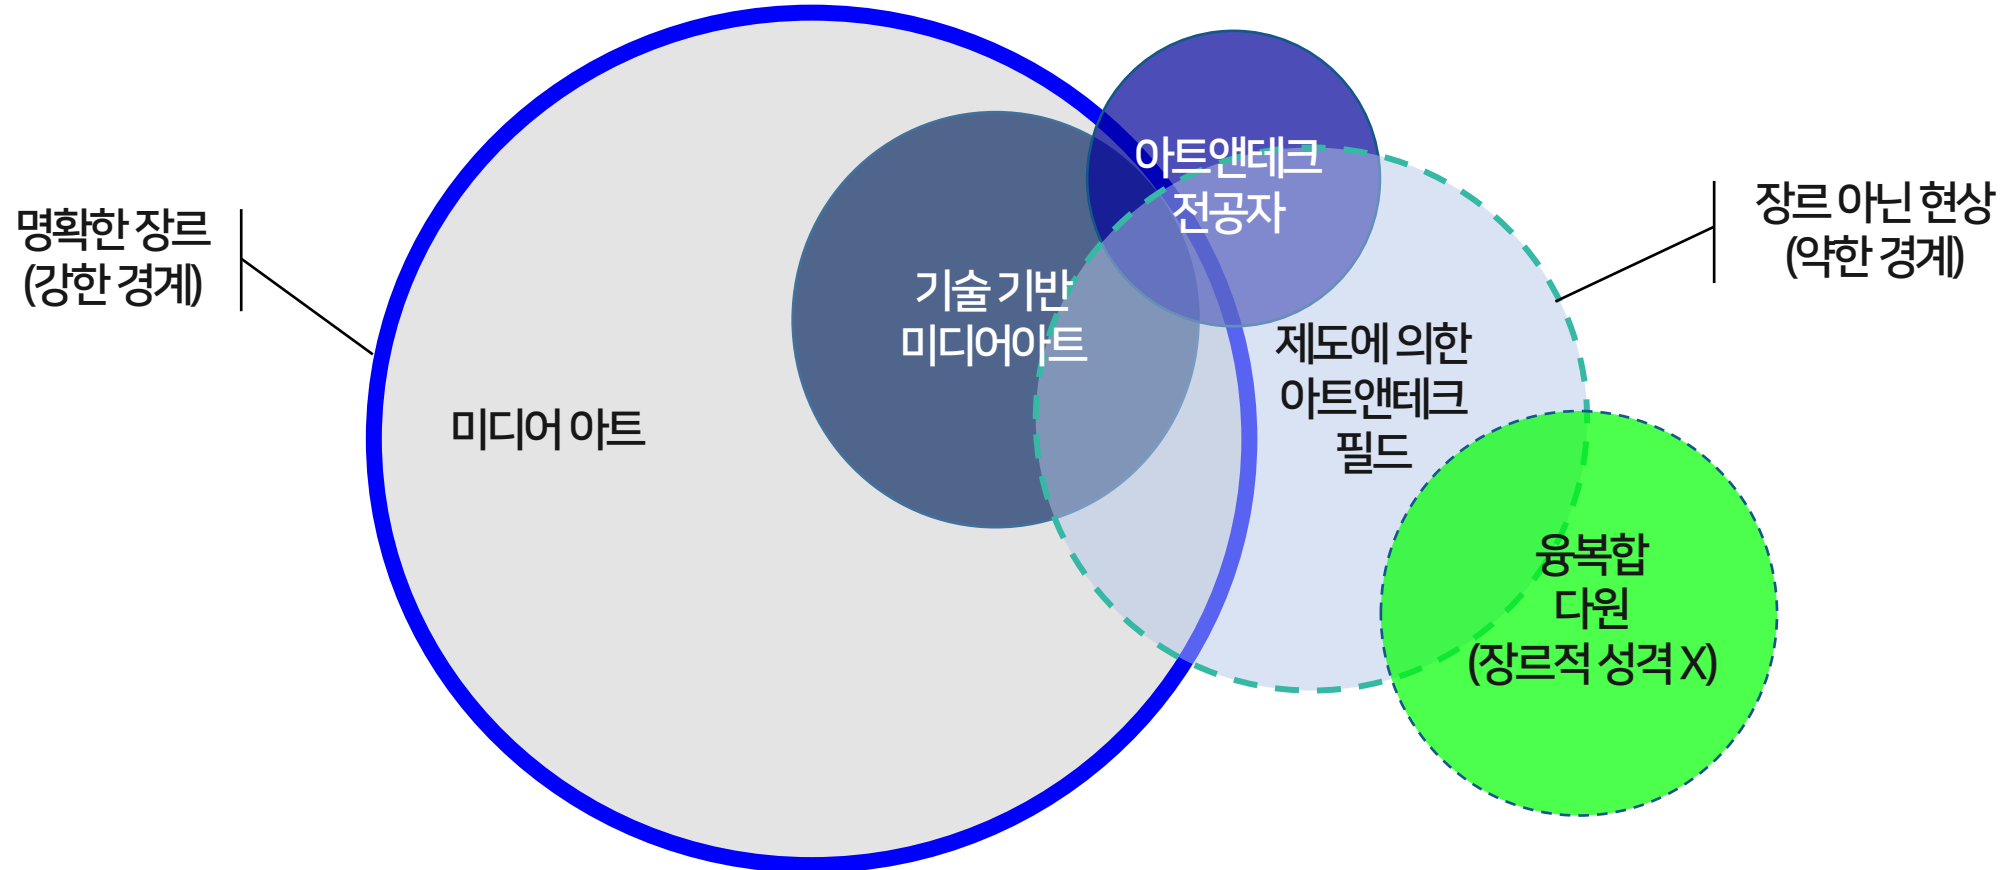 명확한 장르
(강한 경계)
미디어 아트
기술 기반
미디어아트
아트앤테크
전공자
제도에 의한
아트앤테크
필드
융복합
다원
(장르적 성격 X)
장르 아닌 현상
(약한 경계)